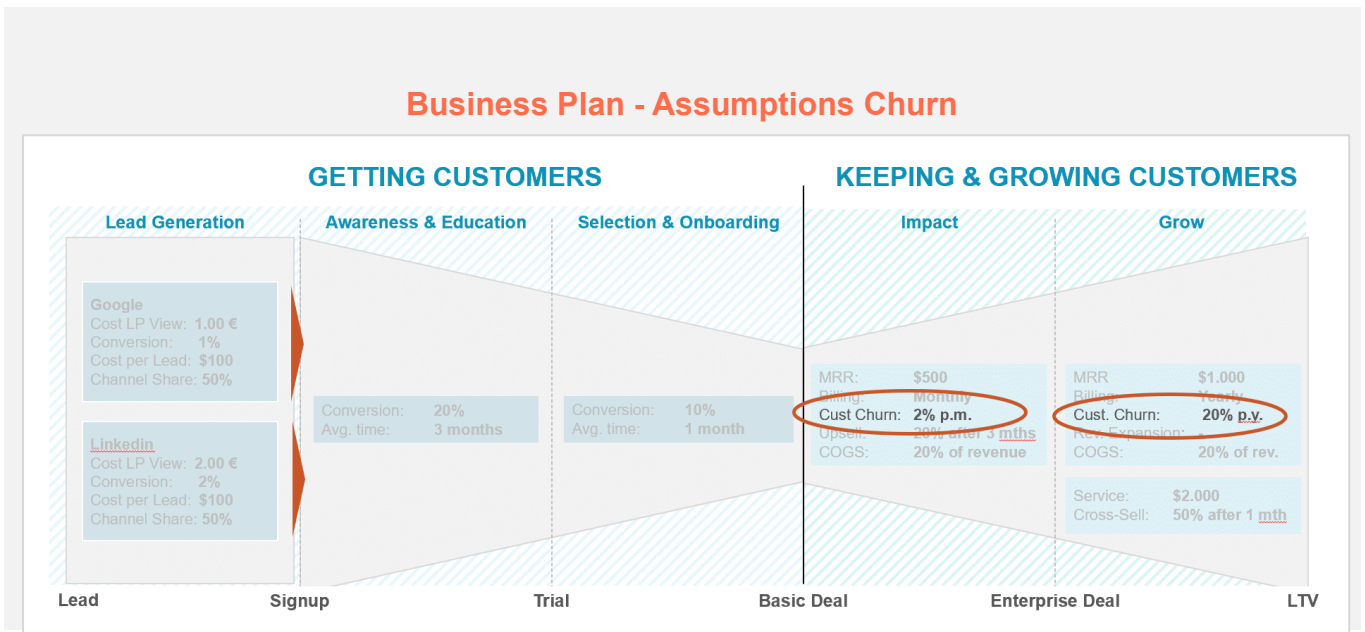 Business Plan - Assumptions Churn
GETTING CUSTOMERS
KEEPING & GROWING CUSTOMERS
Lead Generation
Awareness & Education
Selection & Onboarding
Impact
Grow
Google
Cost LP View: 1.00 €
Conversion: 1%
Cost per Lead: $100
Channel Share: 50%
Linkedin
Cost LP View: 2.00 €
Conversion: 2%
Cost per Lead: $100
Channel Share: 50%
Conversion: 20%
Avg. time: 3 months
Conversion: 10%
Avg. time: 1 month
MRR: $500
Billing: Monthly
Cust Churn: 2% p.m.
Upsell: 20% after 3 mths
COGS: 20% of revenue
MRR $1.000
Billing: Yearly
Cust. Churn: 20% p.y.
Rev. Expansion: -
COGS: 20% of rev.
Service: $2.000
Cross-Sell: 50% after 1 mth
Lead
Signup
Trial
Basic Deal
Enterprise Deal
LTV